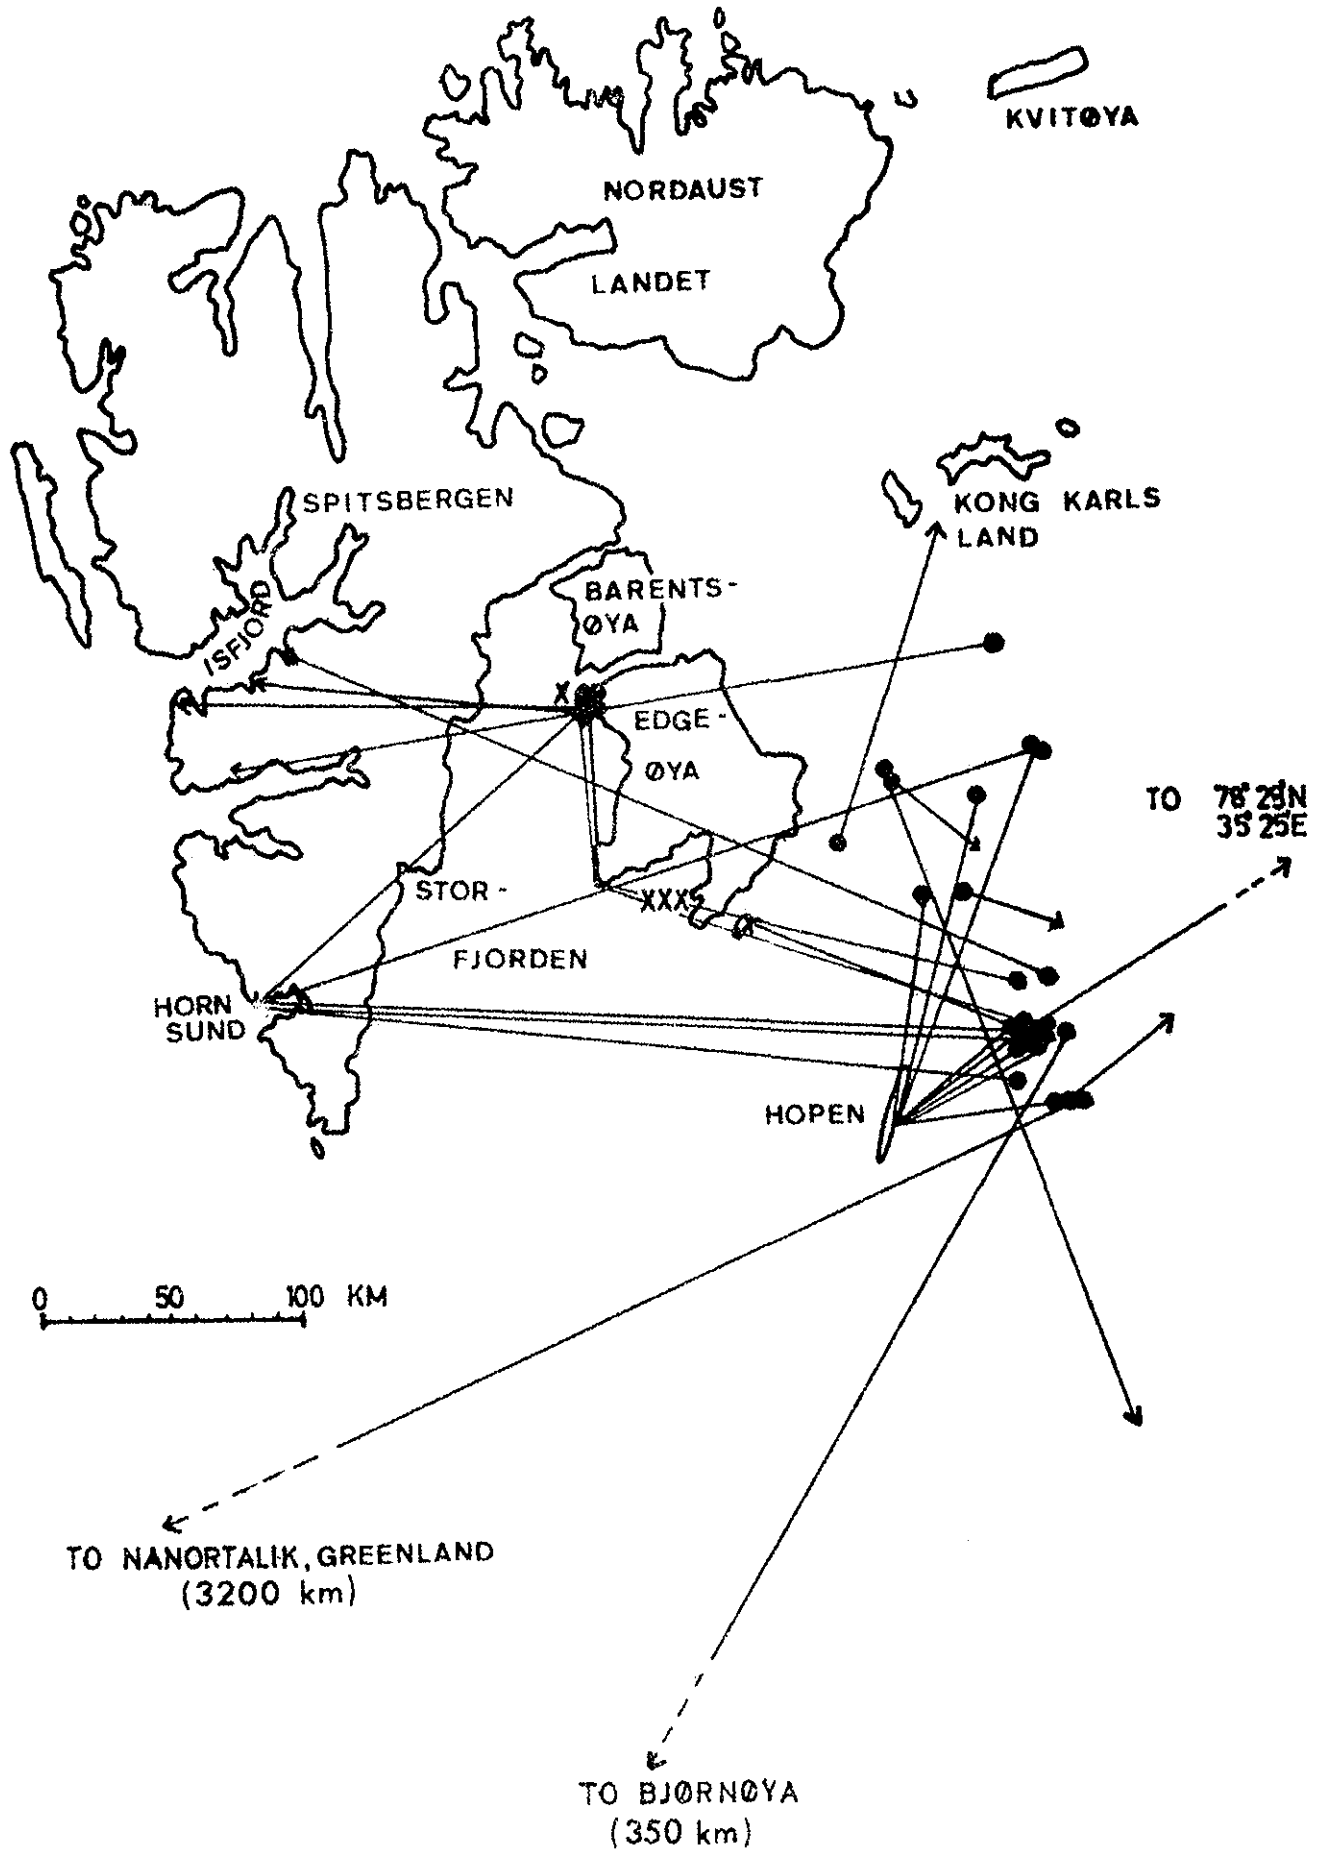 KVITØYA
NORDAUST
LANDET
SPITSBERGEN
KONG KARLS
LAND
BARENTS-
ØYA
ISFJORD
X
EDGE-
ØYA
TO 78°29'N
35°25'E
STOR-
XXX
X
FJORDEN
HORN
SUND
HOPEN
0 50 100 KM
TO NANORTALIK, GREENLAND
(3200 km)
TO BJØRNØYA
(350 km)